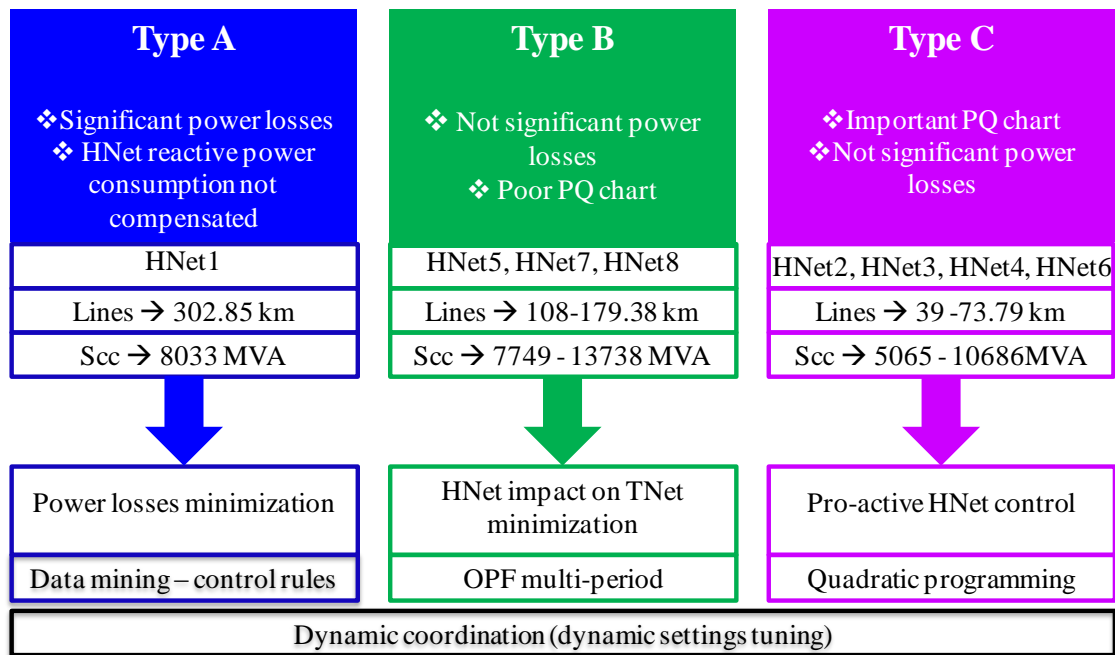 Type A
❖Significant power losses
❖ HNet reactive power
consumption not
compensated
HNet1
Lines → 302.85 km
Scc → 8033 MVA
Power losses minimization
Data mining – control rules
Type B
❖ Not significant power
losses
❖ Poor PQ chart
HNet5, HNet7, HNet8
Lines → 108-179.38 km
Scc → 7749 - 13738 MVA
HNet impact on TNet
minimization
OPF multi-period
Type C
❖Important PQ chart
❖Not significant power
losses
HNet2, HNet3, HNet4, HNet6
Lines → 39 -73.79 km
Scc → 5065 - 10686MVA
Pro-active HNet control
Quadratic programming
Dynamic coordination (dynamic settings tuning)